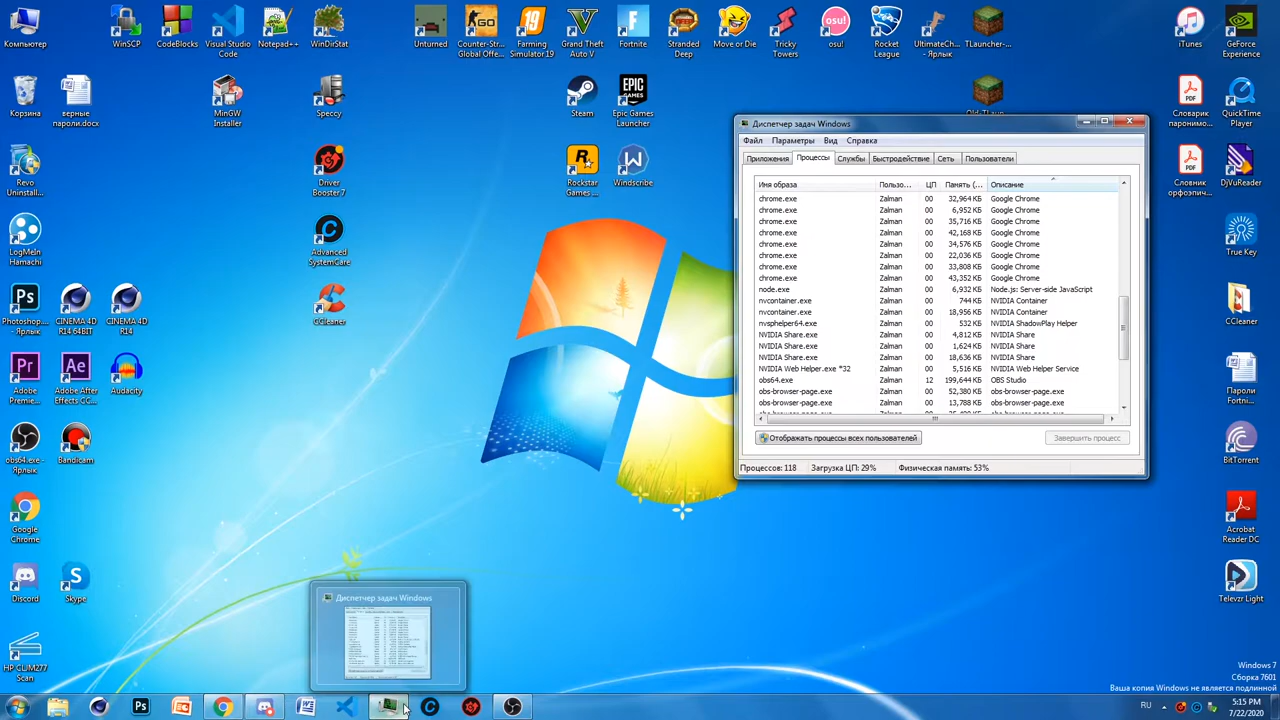 Компьютер
WinSCP
CodeBlocks
Visual Studio
Code
Notepad++
WinDirStat
Unturned
Counter-Str...
Global Offe...
Farming
Simulator19
Grand Theft
Auto V
Fortnite
Stranded
Deep
Move or Die
Tricky
Towers
osu!
osu!
Rocket
League
UltimateCh...
- Ярлык
TLauncher-...
iTunes
GeForce
Experience
Корзина
верные
пароли.docx
MinGW
Installer
Speccy
Steam
Epic Games
Launcher
Словарик
паронимо...
QuickTime
Player
Revo
Uninstall...
Driver
Booster 7
Rockstar
Games ...
Windscribe
Словник
орфоэпич...
DjVuReader
LogMeIn
Hamachi
Advanced
SystemCare
True Key
Photoshop...
- Ярлык
CINEMA 4D
R14 64BIT
CINEMA 4D
R14
CCleaner
CCleaner
Adobe
Premie...
Adobe After
Effects CC...
Audacity
Пароли
Fortni...
obs64.exe -
Ярлык
Bandicam
BitTorrent
Google
Chrome
Acrobat
Reader DC
Discord
Skype
Televzr Light
HP CLJM277
Scan
Диспетчер задач Windows
Файл Параметры Вид Справка
Приложения Процессы Службы Быстродействие Сеть Пользователи
Имя образа Пользо... ЦП Память (... Описание
chrome.exe Zalman 00 32,964 КБ Google Chrome
chrome.exe Zalman 00 6,952 КБ Google Chrome
chrome.exe Zalman 00 35,716 КБ Google Chrome
chrome.exe Zalman 00 42,168 КБ Google Chrome
chrome.exe Zalman 00 34,576 КБ Google Chrome
chrome.exe Zalman 00 22,036 КБ Google Chrome
chrome.exe Zalman 00 33,808 КБ Google Chrome
chrome.exe Zalman 00 43,352 КБ Google Chrome
node.exe Zalman 00 6,932 КБ Node.js: Server-side JavaScript
nvcontainer.exe Zalman 00 744 КБ NVIDIA Container
nvcontainer.exe Zalman 00 18,956 КБ NVIDIA Container
nvsphelper64.exe Zalman 00 532 КБ NVIDIA ShadowPlay Helper
NVIDIA Share.exe Zalman 00 4,812 КБ NVIDIA Share
NVIDIA Share.exe Zalman 00 1,624 КБ NVIDIA Share
NVIDIA Share.exe Zalman 00 18,636 КБ NVIDIA Share
NVIDIA Web Helper.exe *32 Zalman 00 5,516 КБ NVIDIA Web Helper Service
obs64.exe Zalman 12 199,644 КБ OBS Studio
obs-browser-page.exe Zalman 00 52,380 КБ obs-browser-page.exe
obs-browser-page.exe Zalman 00 13,788 КБ obs-browser-page.exe
Отображать процессы всех пользователей
Завершить процесс
Процессов: 118 Загрузка ЦП: 29% Физическая память: 53%
Диспетчер задач Windows
Windows 7
Сборка 7601
Ваша копия Windows не является подлинной
RU
5:15 PM
7/22/2020